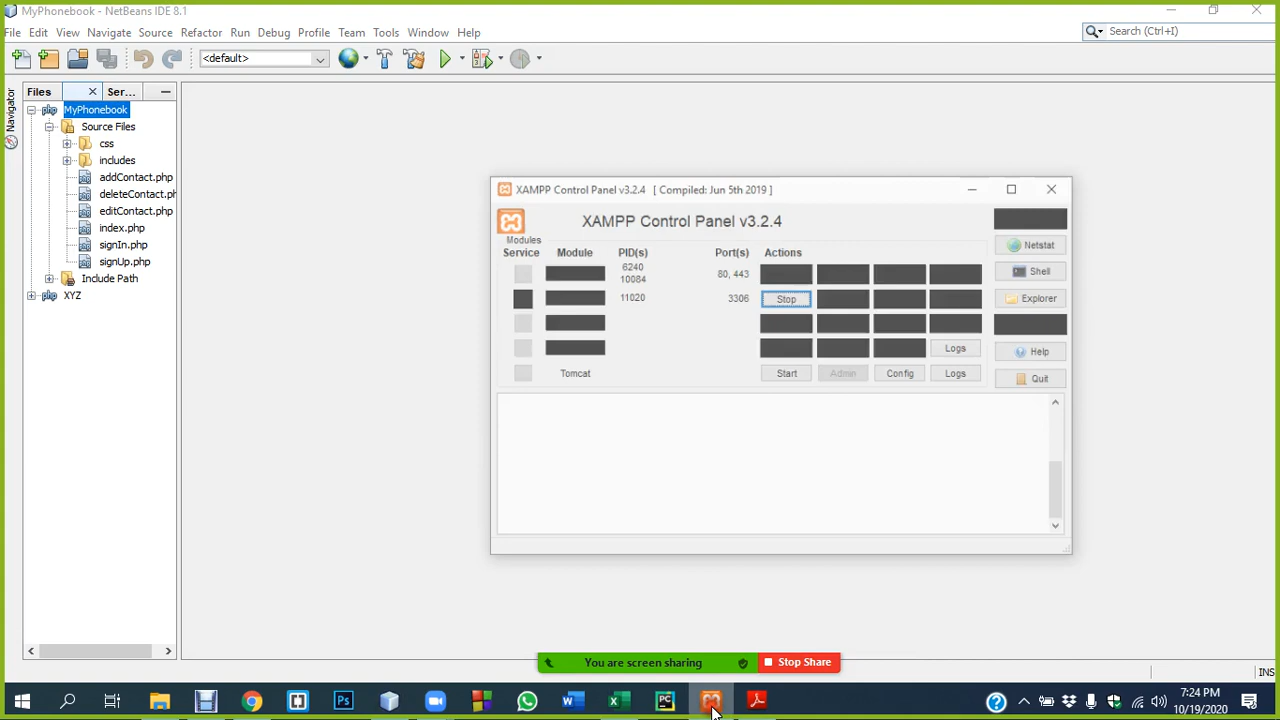 MyPhonebook - NetBeans IDE 8.1
File Edit View Navigate Source Refactor Run Debug Profile Team Tools Window Help
Search (Ctrl+I)
<default>
Files Ser...
Navigator
MyPhonebook
Source Files
css
includes
addContact.php
deleteContact.ph
editContact.php
index.php
signIn.php
signUp.php
Include Path
XYZ
XAMPP Control Panel v3.2.4 [ Compiled: Jun 5th 2019 ]
XAMPP Control Panel v3.2.4
Modules
Service Module PID(s) Port(s) Actions
Netstat
6240
10084 80, 443
Shell
11020 3306 Stop
Explorer
Logs
Help
Tomcat Start Admin Config Logs
Quit
You are screen sharing Stop Share
INS
7:24 PM
10/19/2020